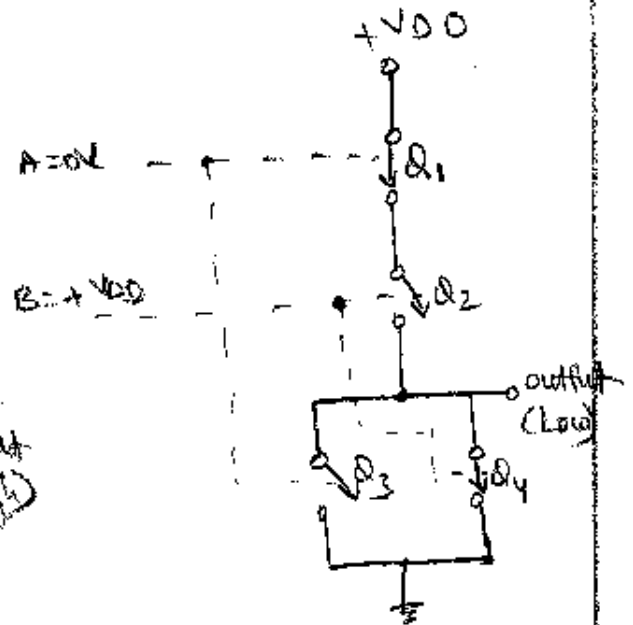 +VDD
A=0V
Q1
B=+VDD
Q2
output
(Low)
Q3
Q4